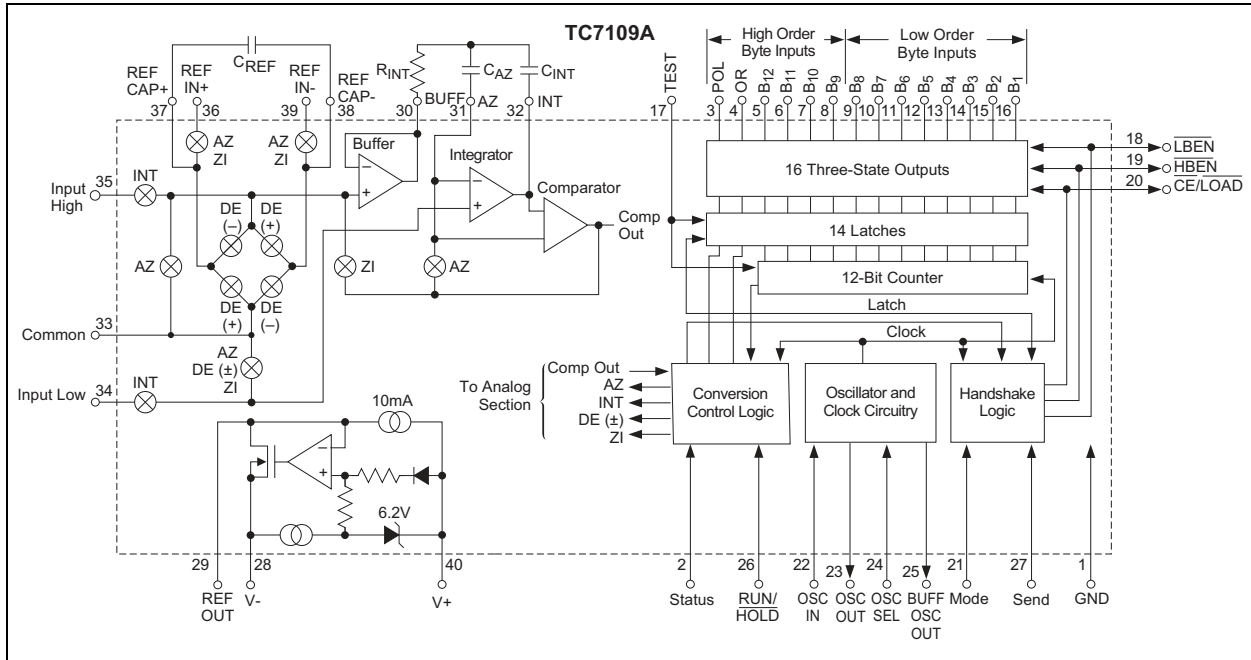 TC7109A
High Order
Byte Inputs
Low Order
Byte Inputs
CREF
RINT
CAZ
CINT
REF
CAP+
REF
IN+
REF
IN-
REF
CAP-
BUFF
AZ
INT
TEST
POL
OR
B12
B11
B10
B9
B8
B7
B6
B5
B4
B3
B2
B1
37
36
39
38
30
31
32
17
3
4
5
6
7
8
9
10
11
12
13
14
15
16
AZ
ZI
AZ
ZI
Buffer
Integrator
Comparator
Comp
Out
16 Three-State Outputs
18
LBEN
19
HBEN
20
CE/LOAD
Input
High
35
INT
–
+
–
+
DE
(–)
DE
(+)
AZ
ZI
AZ
14 Latches
12-Bit Counter
DE
(+)
DE
(–)
Latch
Clock
Common
33
AZ
DE (±)
ZI
Input Low
34
INT
To Analog
Section
Comp Out
AZ
INT
DE (±)
ZI
Conversion
Control Logic
Oscillator and
Clock Circuitry
Handshake
Logic
10mA
–
+
6.2V
29
28
40
2
26
22
23
24
25
21
27
1
REF
OUT
V-
V+
Status
RUN/
HOLD
OSC
IN
OSC
OUT
OSC
SEL
BUFF
OSC
OUT
Mode
Send
GND